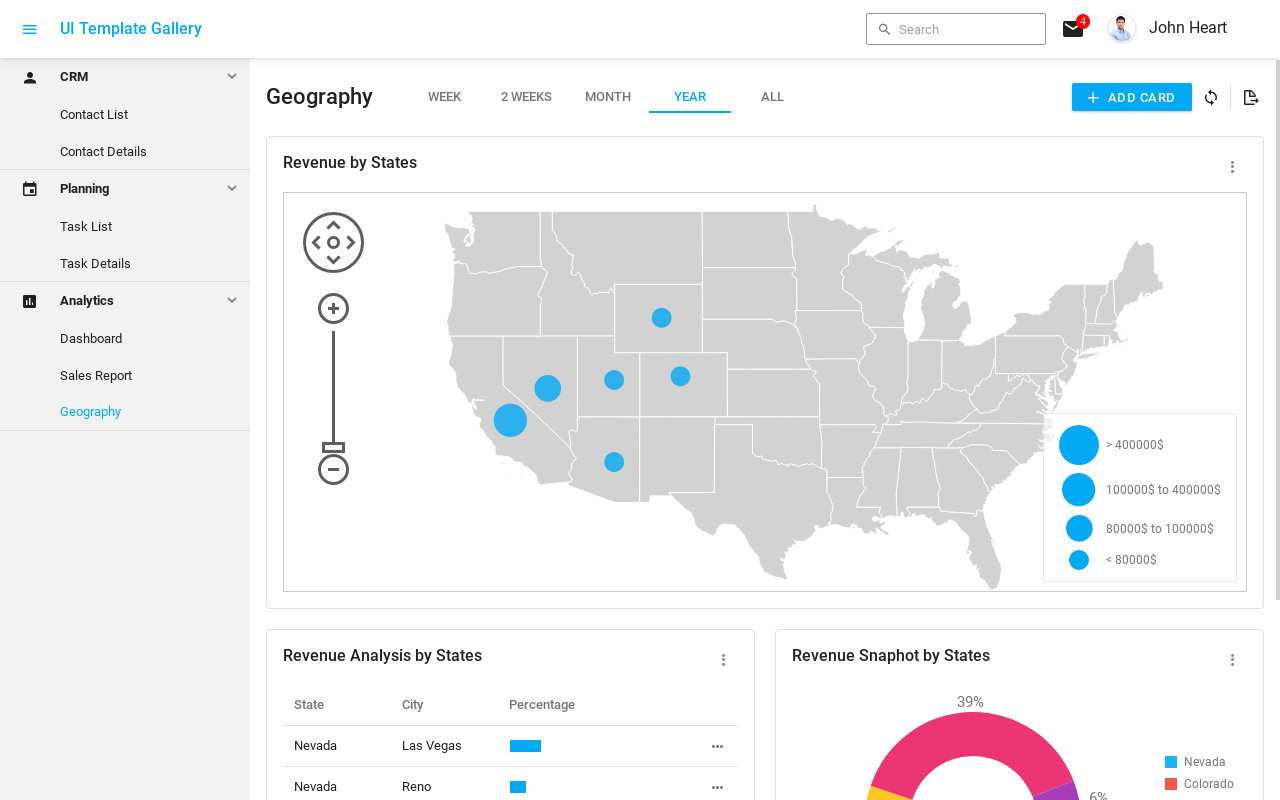 UI Template Gallery
Search
4
John Heart
CRM
Contact List
Contact Details
Planning
Task List
Task Details
Analytics
Dashboard
Sales Report
Geography
Geography
WEEK
2 WEEKS
MONTH
YEAR
ALL
ADD CARD
Revenue by States
> 400000$
100000$ to 400000$
80000$ to 100000$
< 80000$
Revenue Analysis by States
State City Percentage
Nevada Las Vegas
Nevada Reno
Revenue Snaphot by States
39%
6%
Nevada
Colorado